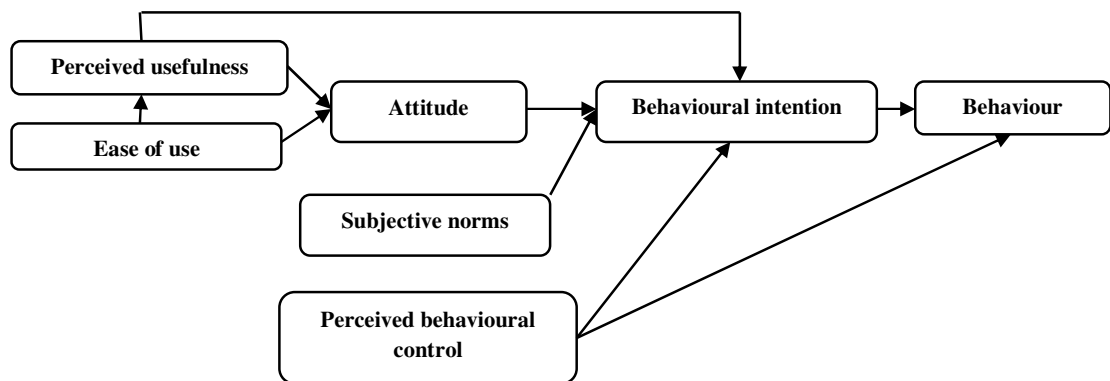 Perceived usefulness
Ease of use
Attitude
Behavioural intention
Behaviour
Subjective norms
Perceived behavioural
control